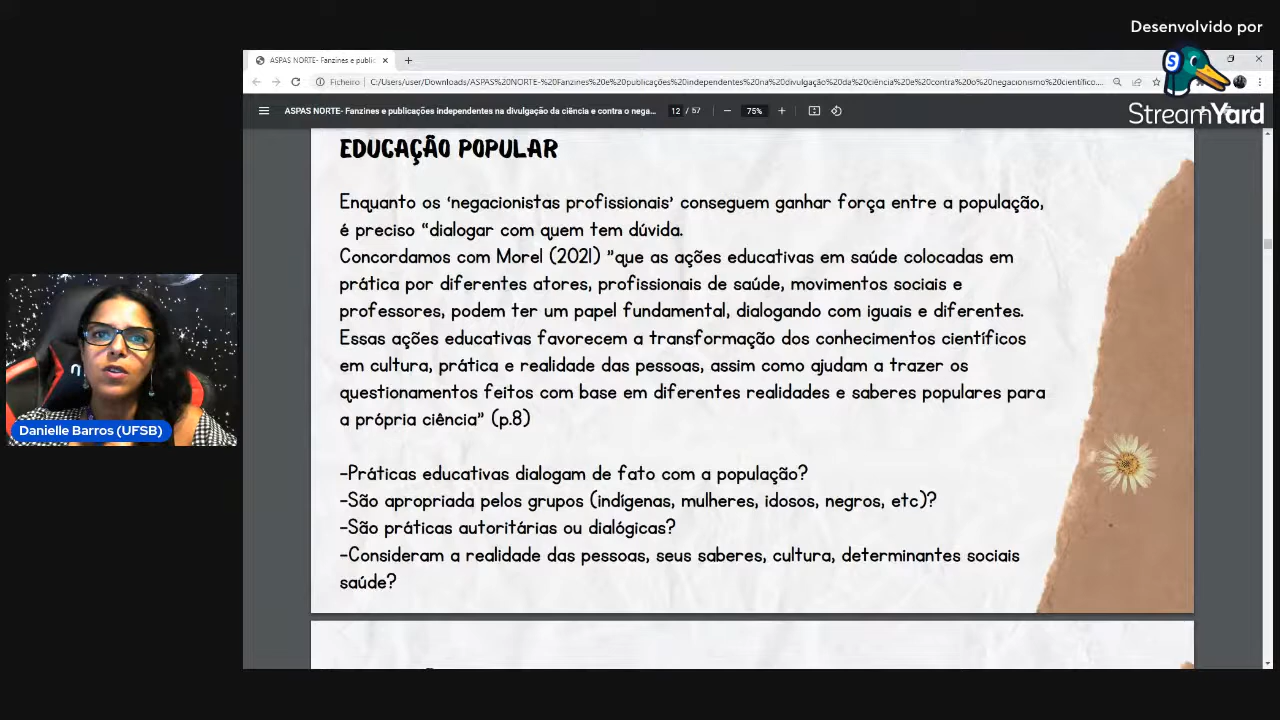 Desenvolvido por
S
StreamYard
ASPAS NORTE- Fanzines e public
Ficheiro
C:/Users/user/Downloads/ASPAS%20NORTE-%20Fanzines%20e%20publicações%20independentes%20na%20divulgação%20da%20ciência%20e%20contra%20o%20negacionismo%20científico....
ASPAS NORTE- Fanzines e publicações independentes na divulgação da ciência e contra o nega...
12 / 57
75%
EDUCAÇÃO POPULAR
Enquanto os ‘negacionistas profissionais’ conseguem ganhar força entre a população,
é preciso “dialogar com quem tem dúvida.
Concordamos com Morel (2021) ”que as ações educativas em saúde colocadas em
prática por diferentes atores, profissionais de saúde, movimentos sociais e
professores, podem ter um papel fundamental, dialogando com iguais e diferentes.
Essas ações educativas favorecem a transformação dos conhecimentos científicos
em cultura, prática e realidade das pessoas, assim como ajudam a trazer os
questionamentos feitos com base em diferentes realidades e saberes populares para
a própria ciência” (p.8)
-Práticas educativas dialogam de fato com a população?
-São apropriada pelos grupos (indígenas, mulheres, idosos, negros, etc)?
-São práticas autoritárias ou dialógicas?
-Consideram a realidade das pessoas, seus saberes, cultura, determinantes sociais
saúde?
Danielle Barros (UFSB)